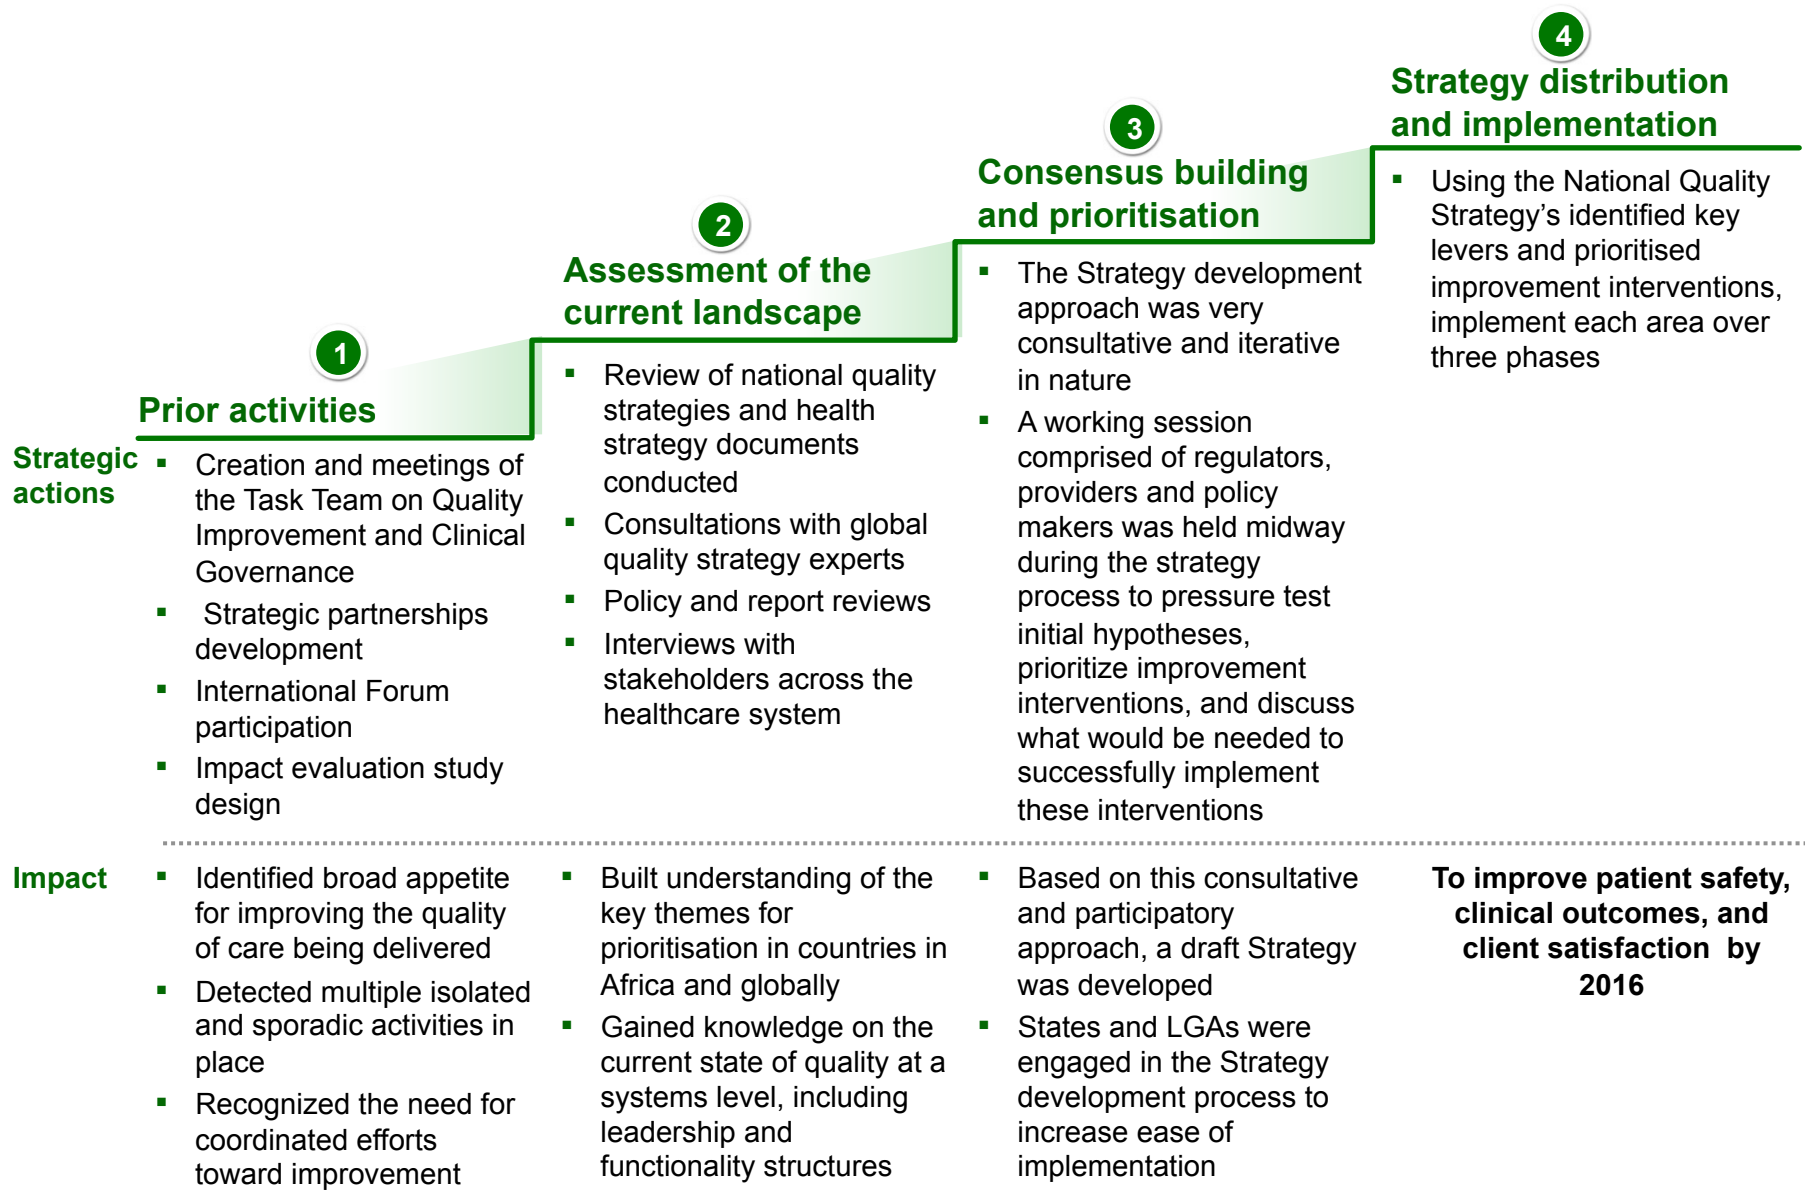 1
Prior activities
Strategic
actions
▪ Creation and meetings of
the Task Team on Quality
Improvement and Clinical
Governance
▪ Strategic partnerships
development
▪ International Forum
participation
▪ Impact evaluation study
design
2
Assessment of the
current landscape
▪ Review of national quality
strategies and health
strategy documents
conducted
▪ Consultations with global
quality strategy experts
▪ Policy and report reviews
▪ Interviews with
stakeholders across the
healthcare system
3
Consensus building
and prioritisation
▪ The Strategy development
approach was very
consultative and iterative
in nature
▪ A working session
comprised of regulators,
providers and policy
makers was held midway
during the strategy
process to pressure test
initial hypotheses,
prioritize improvement
interventions, and discuss
what would be needed to
successfully implement
these interventions
4
Strategy distribution
and implementation
▪ Using the National Quality
Strategy’s identified key
levers and prioritised
improvement interventions,
implement each area over
three phases
Impact
▪ Identified broad appetite
for improving the quality
of care being delivered
▪ Detected multiple isolated
and sporadic activities in
place
▪ Recognized the need for
coordinated efforts
toward improvement
▪ Built understanding of the
key themes for
prioritisation in countries in
Africa and globally
▪ Gained knowledge on the
current state of quality at a
systems level, including
leadership and
functionality structures
▪ Based on this consultative
and participatory
approach, a draft Strategy
was developed
▪ States and LGAs were
engaged in the Strategy
development process to
increase ease of
implementation
To improve patient safety,
clinical outcomes, and
client satisfaction by
2016